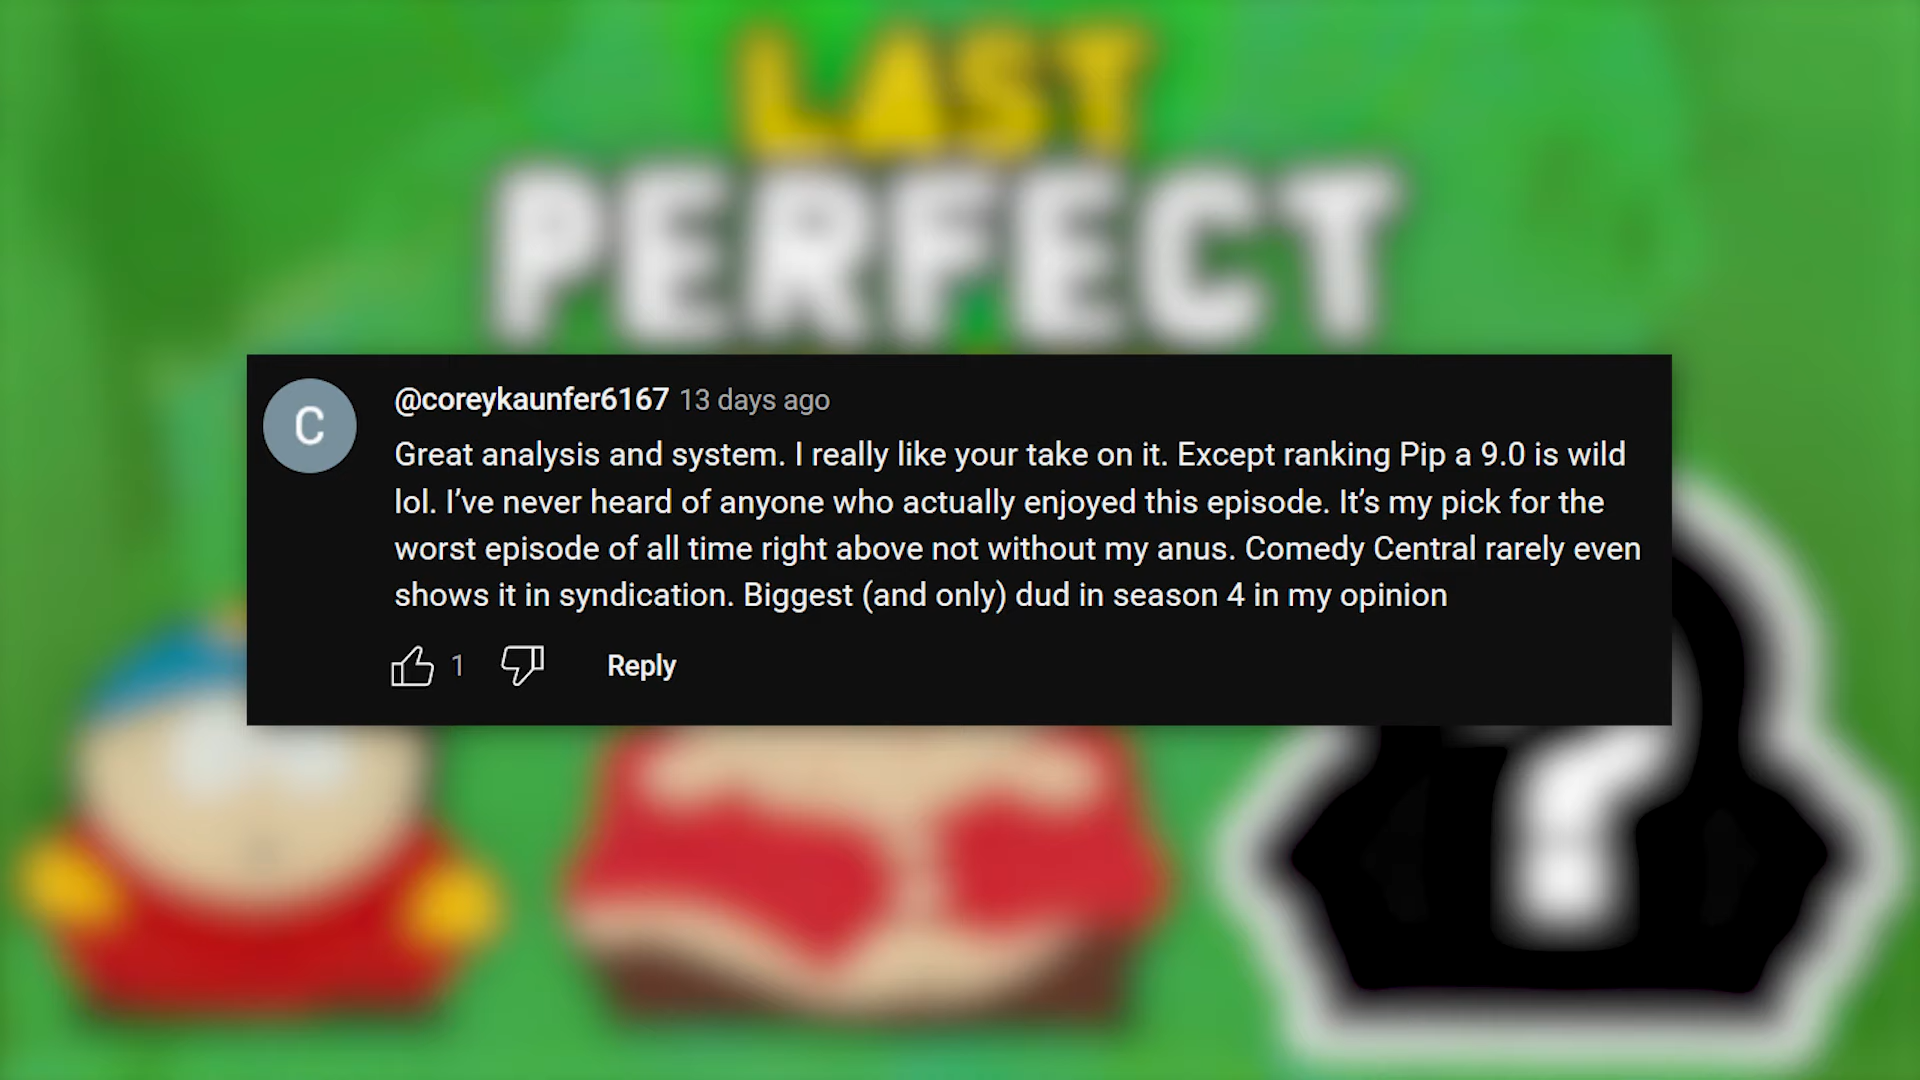 LAST
PERFECT
C
@coreykaunfer6167 13 days ago
Great analysis and system. I really like your take on it. Except ranking Pip a 9.0 is wild
lol. I’ve never heard of anyone who actually enjoyed this episode. It’s my pick for the
worst episode of all time right above not without my anus. Comedy Central rarely even
shows it in syndication. Biggest (and only) dud in season 4 in my opinion
1
Reply
?